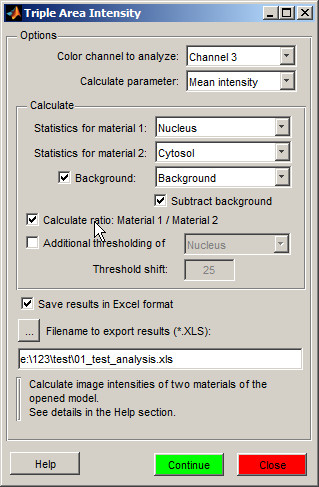 Triple Area Intensity
Options
Color channel to analyze: Channel 3
Calculate parameter: Mean intensity
Calculate
Statistics for material 1: Nucleus
Statistics for material 2: Cytosol
Background: Background
Subtract background
Calculate ratio: Material 1 / Material 2
Additional thresholding of Nucleus
Threshold shift: 25
Save results in Excel format
... Filename to export results (*.XLS):
e:\123\test\01_test_analysis.xls
Calculate image intensities of two materials of the
opened model.
See details in the Help section.
Help Continue Close